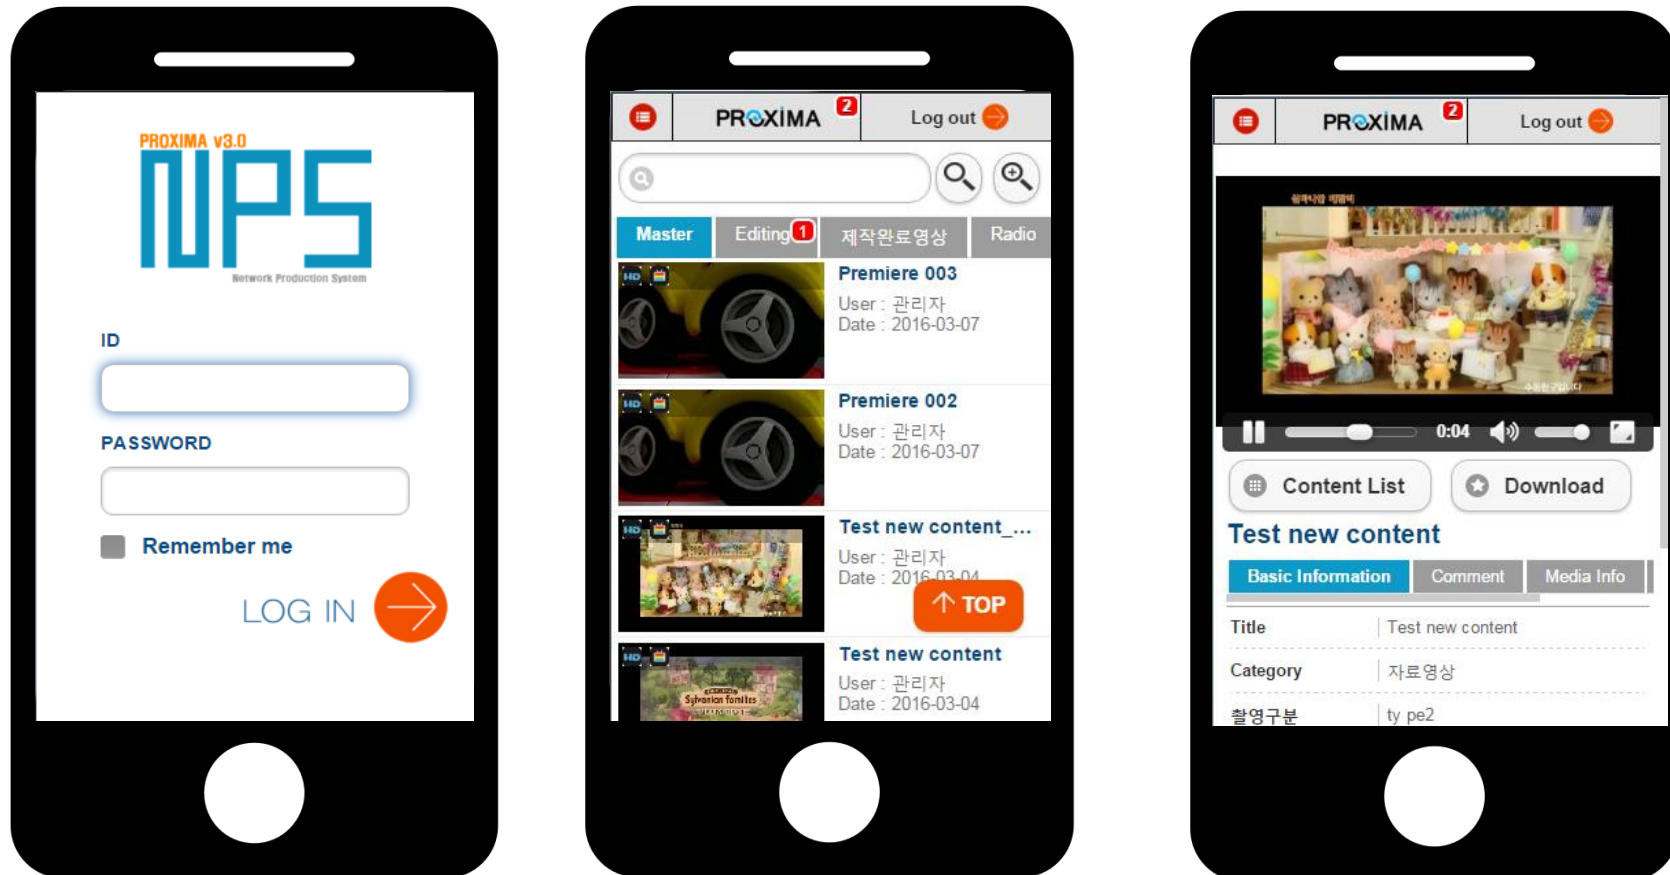 PROXIMA v3.0
NPS
Network Production System
ID
PASSWORD
Remember me
LOG IN
PROXIMA 2
Log out
Master
Editing 1
제작완료영상
Radio
HD
Premiere 003
User : 관리자
Date : 2016-03-07
HD
Premiere 002
User : 관리자
Date : 2016-03-07
HD
Test new content_...
User : 관리자
Date : 2016-03-04
TOP
HD
Sylvanian families
Test new content
User : 관리자
Date : 2016-03-04
PROXIMA 2
Log out
0:04
Content List
Download
Test new content
Basic Information
Comment
Media Info
Title
Test new content
Category
자료영상
촬영구분
ty pe2